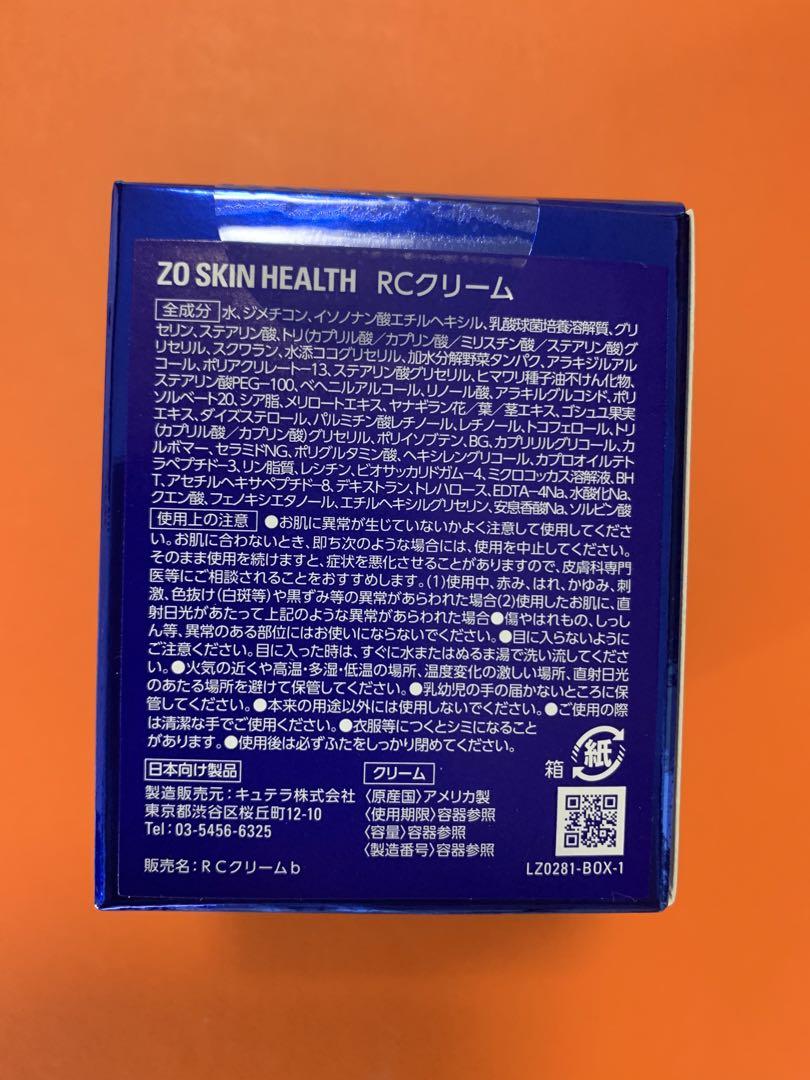 ZO SKIN HEALTH RCクリーム
全成分 水、ジメチコン、イソノナン酸エチルヘキシル、乳酸球菌培養溶解質、グリ
セリン、ステアリン酸、トリ(カプリル酸／カプリン酸／ミリスチン酸／ステアリン酸)グ
リセリル、スクワラン、水添ココグリセリル、加水分解野菜タンパク、アラキジルアル
コール、ポリアクリレートー13、ステアリン酸グリセリル、ヒマワリ種子油不けん化物、
ステアリン酸PEG-100、ベヘニルアルコール、リノール酸、アラキルグルコシド、ポリ
ソルベート20、シア脂、メリロートエキス、ヤナギラン花／葉／茎エキス、ゴシュユ果実
エキス、ダイズステロール、パルミチン酸レチノール、レチノール、トコフェロール、トリ
(カプリル酸／カプリン酸)グリセリル、ポリイソブテン、BG、カプリリルグリコール、カ
ルボマー、セラミドNG、ポリグルタミン酸、ヘキシレングリコール、カプロオイルテト
ラペプチド-3、リン脂質、レシチン、ビオサッカリドガム-4、ミクロコッカス溶解液、BH
T、アセチルヘキサペプチド-8、デキストラン、トレハロース、EDTA-4Na、水酸化Na、
クエン酸、フェノキシエタノール、エチルヘキシルグリセリン、安息香酸Na、ソルビン酸
使用上の注意 ●お肌に異常が生じていないかよく注意して使用してくださ
い。お肌に合わないとき、即ち次のような場合には、使用を中止してください。
そのまま使用を続けますと、症状を悪化させることがありますので、皮膚科専門
医等にご相談されることをおすすめします。(1)使用中、赤み、はれ、かゆみ、刺
激、色抜け(白斑等)や黒ずみ等の異常があらわれた場合(2)使用したお肌に、直
射日光があたって上記のような異常があらわれた場合●傷やはれもの、しっし
ん等、異常のある部位にはお使いにならないでください。●目に入らないように
ご注意ください。目に入った時は、すぐに水またはぬるま湯で洗い流してくださ
い。●火気の近くや高温・多湿・低温の場所、温度変化の激しい場所、直射日光
のあたる場所を避けて保管してください。●乳幼児の手の届かないところに保
管してください。●本来の用途以外には使用しないでください。●ご使用の際
は清潔な手でご使用ください。●衣服等につくとシミになること
があります。●使用後は必ずふたをしっかり閉めてください。
箱 紙
日本向け製品
製造販売元：キュテラ株式会社
東京都渋谷区桜丘町12-10
Tel：03-5456-6325
販売名：RCクリームb
クリーム
〈原産国〉アメリカ製
〈使用期限〉容器参照
〈容量〉容器参照
〈製造番号〉容器参照
LZ0281-BOX-1